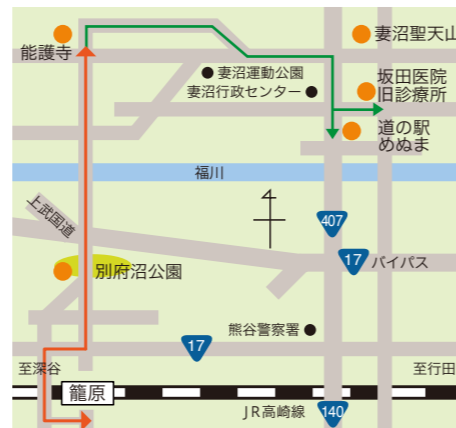 能護寺
妻沼聖天山
妻沼運動公園
妻沼行政センター
坂田医院
旧診療所
道の駅
めぬま
福川
上武国道
407
17
バイパス
別府沼公園
熊谷警察署
17
至深谷
至行田
籠原
JR高崎線
140